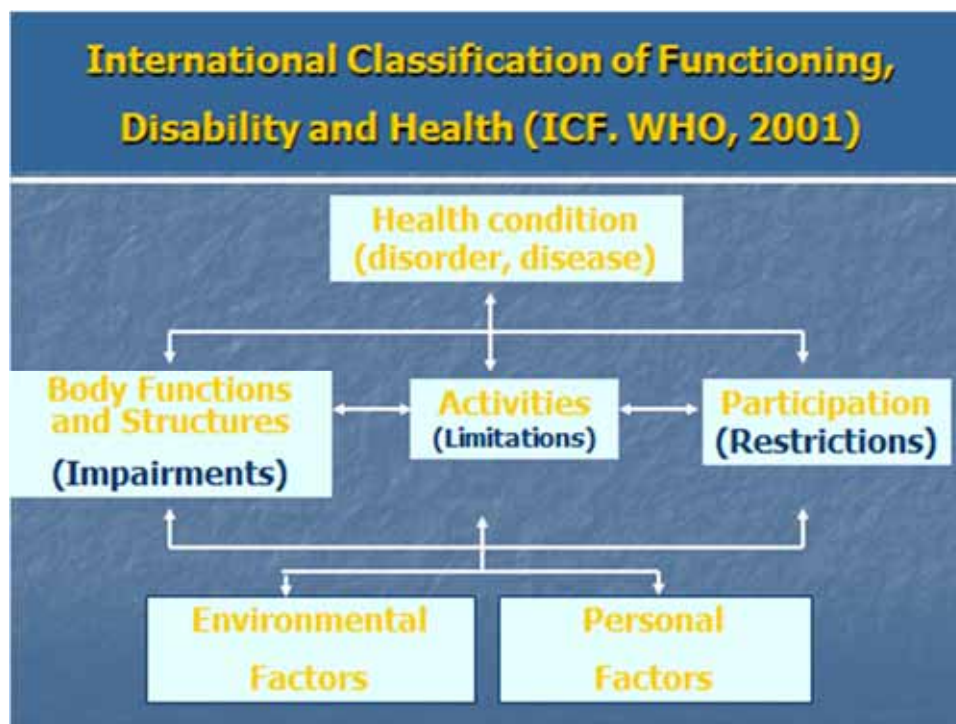 International Classification of Functioning,
Disability and Health (ICF. WHO, 2001)
Health condition
(disorder, disease)
Body Functions
and Structures
(Impairments)
Activities
(Limitations)
Participation
(Restrictions)
Environmental
Factors
Personal
Factors